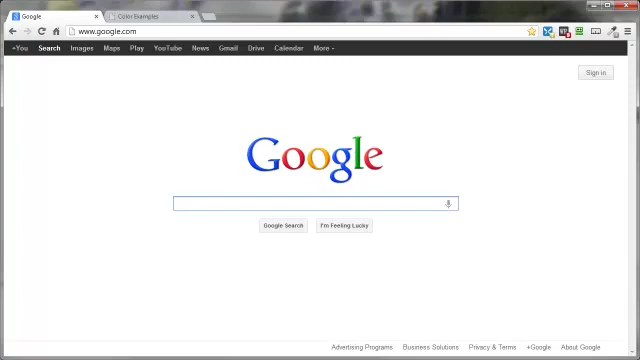 Google
Color Examples
www.google.com
+You Search Images Maps Play YouTube News Gmail Drive Calendar More
Sign in
Google
Google Search I'm Feeling Lucky
Advertising Programs Business Solutions Privacy & Terms +Google About Google